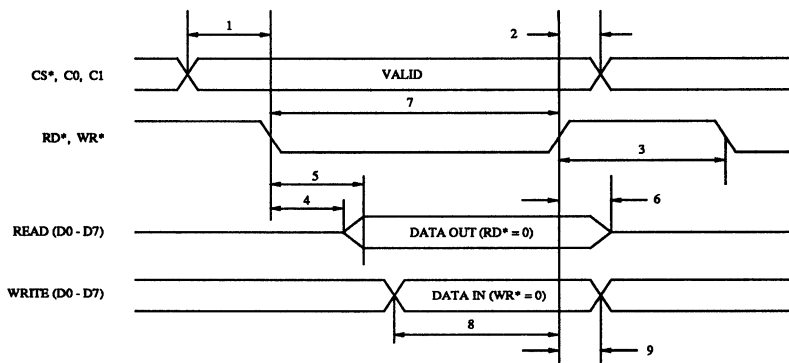 1
2
CS*, C0, C1
VALID
7
RD*, WR*
3
5
4
6
READ (D0 - D7)
DATA OUT (RD* = 0)
WRITE (D0 - D7)
DATA IN (WR* = 0)
8
9